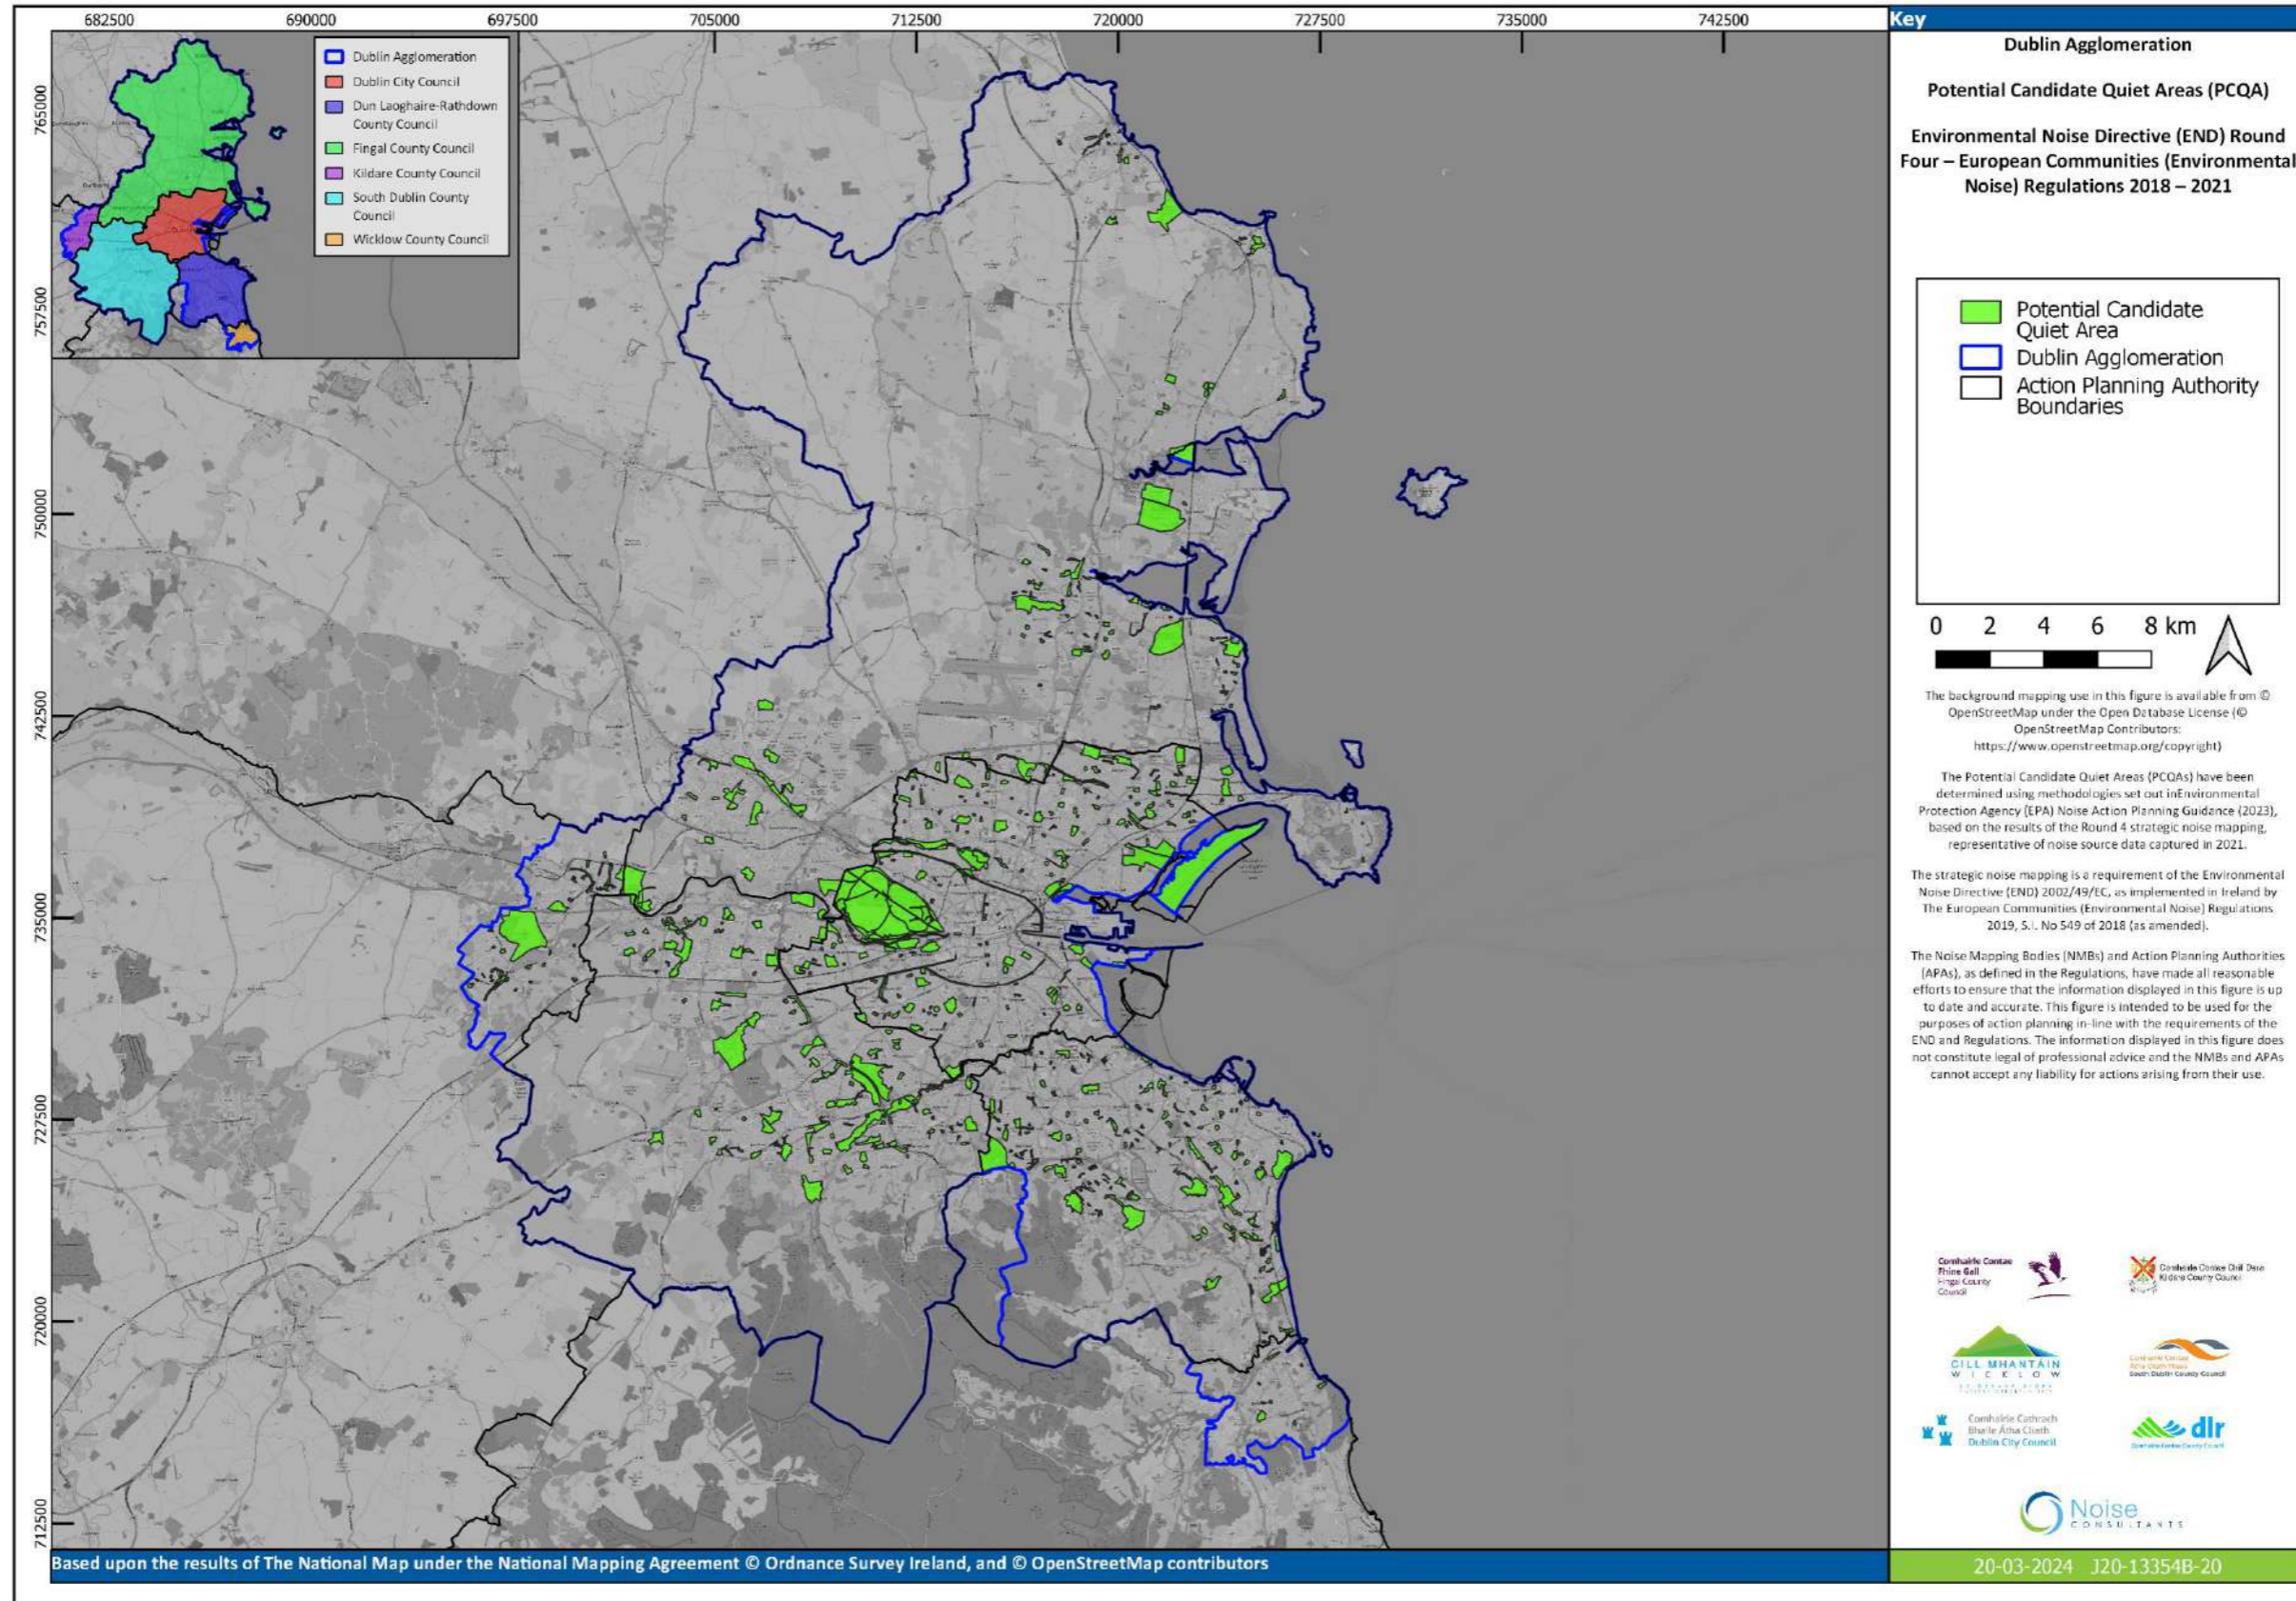 682500 690000 697500 705000 712500 720000 727500 735000 742500
765000
757500
750000
742500
735000
727500
720000
712500
Dublin Agglomeration
Dublin City Council
Dun Laoghaire-Rathdown
County Council
Fingal County Council
Kildare County Council
South Dublin County
Council
Wicklow County Council
Key
Dublin Agglomeration
Potential Candidate Quiet Areas (PCQA)
Environmental Noise Directive (END) Round
Four – European Communities (Environmental
Noise) Regulations 2018 – 2021
Potential Candidate
Quiet Area
Dublin Agglomeration
Action Planning Authority
Boundaries
0 2 4 6 8 km
The background mapping use in this figure is available from ©
OpenStreetMap under the Open Database License (©
OpenStreetMap Contributors:
https://www.openstreetmap.org/copyright)
The Potential Candidate Quiet Areas (PCQAs) have been
determined using methodologies set out inEnvironmental
Protection Agency (EPA) Noise Action Planning Guidance (2023),
based on the results of the Round 4 strategic noise mapping,
representative of noise source data captured in 2021.
The strategic noise mapping is a requirement of the Environmental
Noise Directive (END) 2002/49/EC, as implemented in Ireland by
The European Communities (Environmental Noise) Regulations
2019, S.I. No 549 of 2018 (as amended).
The Noise Mapping Bodies (NMBs) and Action Planning Authorities
(APAs), as defined in the Regulations, have made all reasonable
efforts to ensure that the information displayed in this figure is up
to date and accurate. This figure is intended to be used for the
purposes of action planning in-line with the requirements of the
END and Regulations. The information displayed in this figure does
not constitute legal of professional advice and the NMBs and APAs
cannot accept any liability for actions arising from their use.
Comhairle Contae
Fhine Gall
Fingal County
Council
Comhairle Contae Chill Dara
Kildare County Council
CILL MHANTÁIN
WICKLOW
South Dublin County Council
Comhairle Cathrach
Bhaile Átha Cliath
Dublin City Council
dlr
Noise
CONSULTANTS
Based upon the results of The National Map under the National Mapping Agreement © Ordnance Survey Ireland, and © OpenStreetMap contributors
20-03-2024 J20-13354B-20